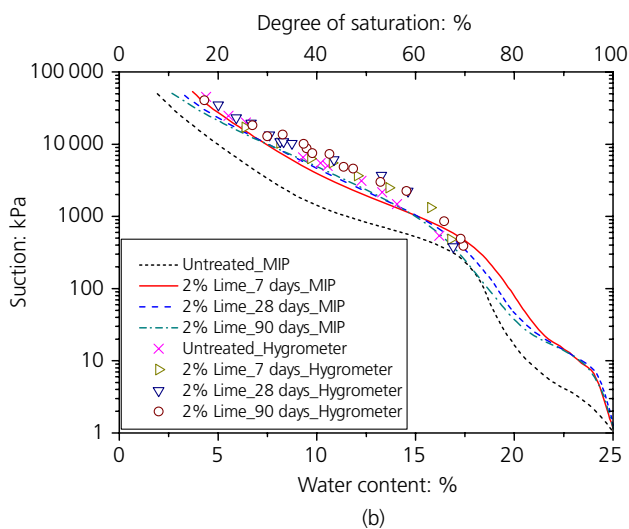 Degree of saturation: %
0 20 40 60 80 100
100 000
10 000
1000
100
10
1
Suction: kPa
Untreated_MIP
2% Lime_7 days_MIP
2% Lime_28 days_MIP
2% Lime_90 days_MIP
Untreated_Hygrometer
2% Lime_7 days_Hygrometer
2% Lime_28 days_Hygrometer
2% Lime_90 days_Hygrometer
0 5 10 15 20 25
Water content: %
(b)